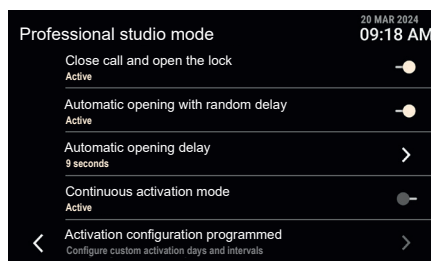 20 MAR 2024
Professional studio mode
09:18 AM
Close call and open the lock
Active
Automatic opening with random delay
Active
Automatic opening delay
9 seconds
Continuous activation mode
Active
Activation configuration programmed
Configure custom activation days and intervals